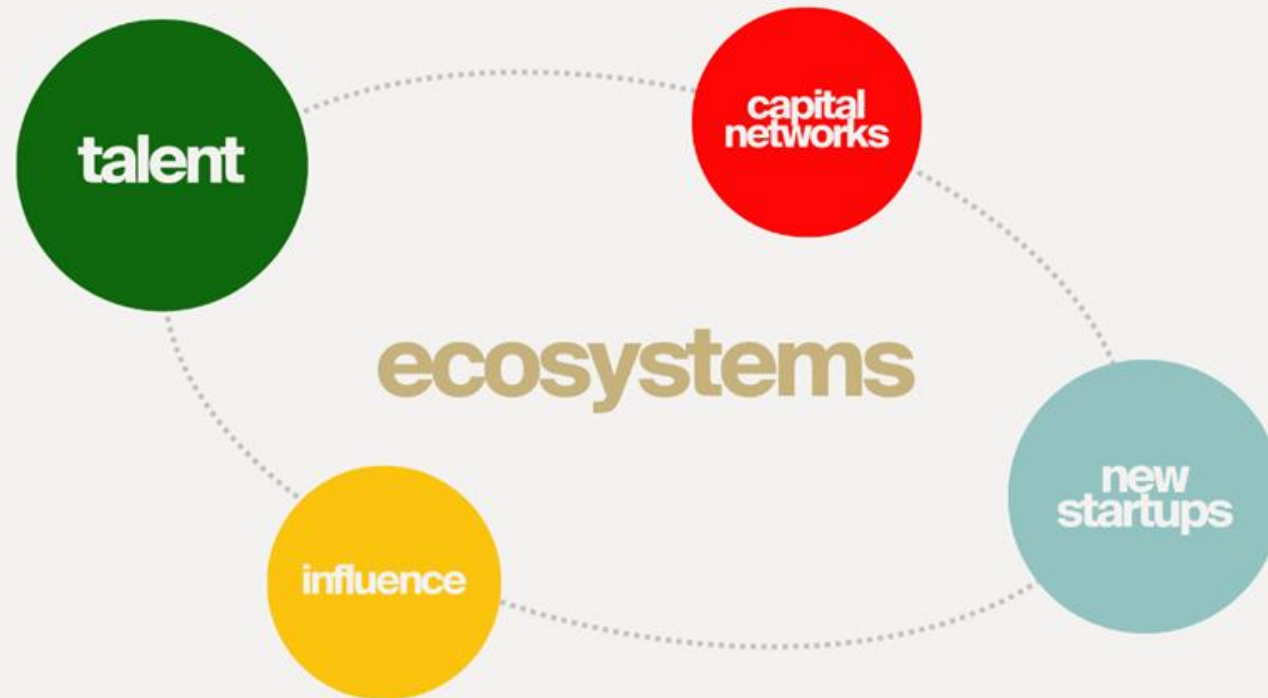 talent
capital
networks
ecosystems
new
startups
influence